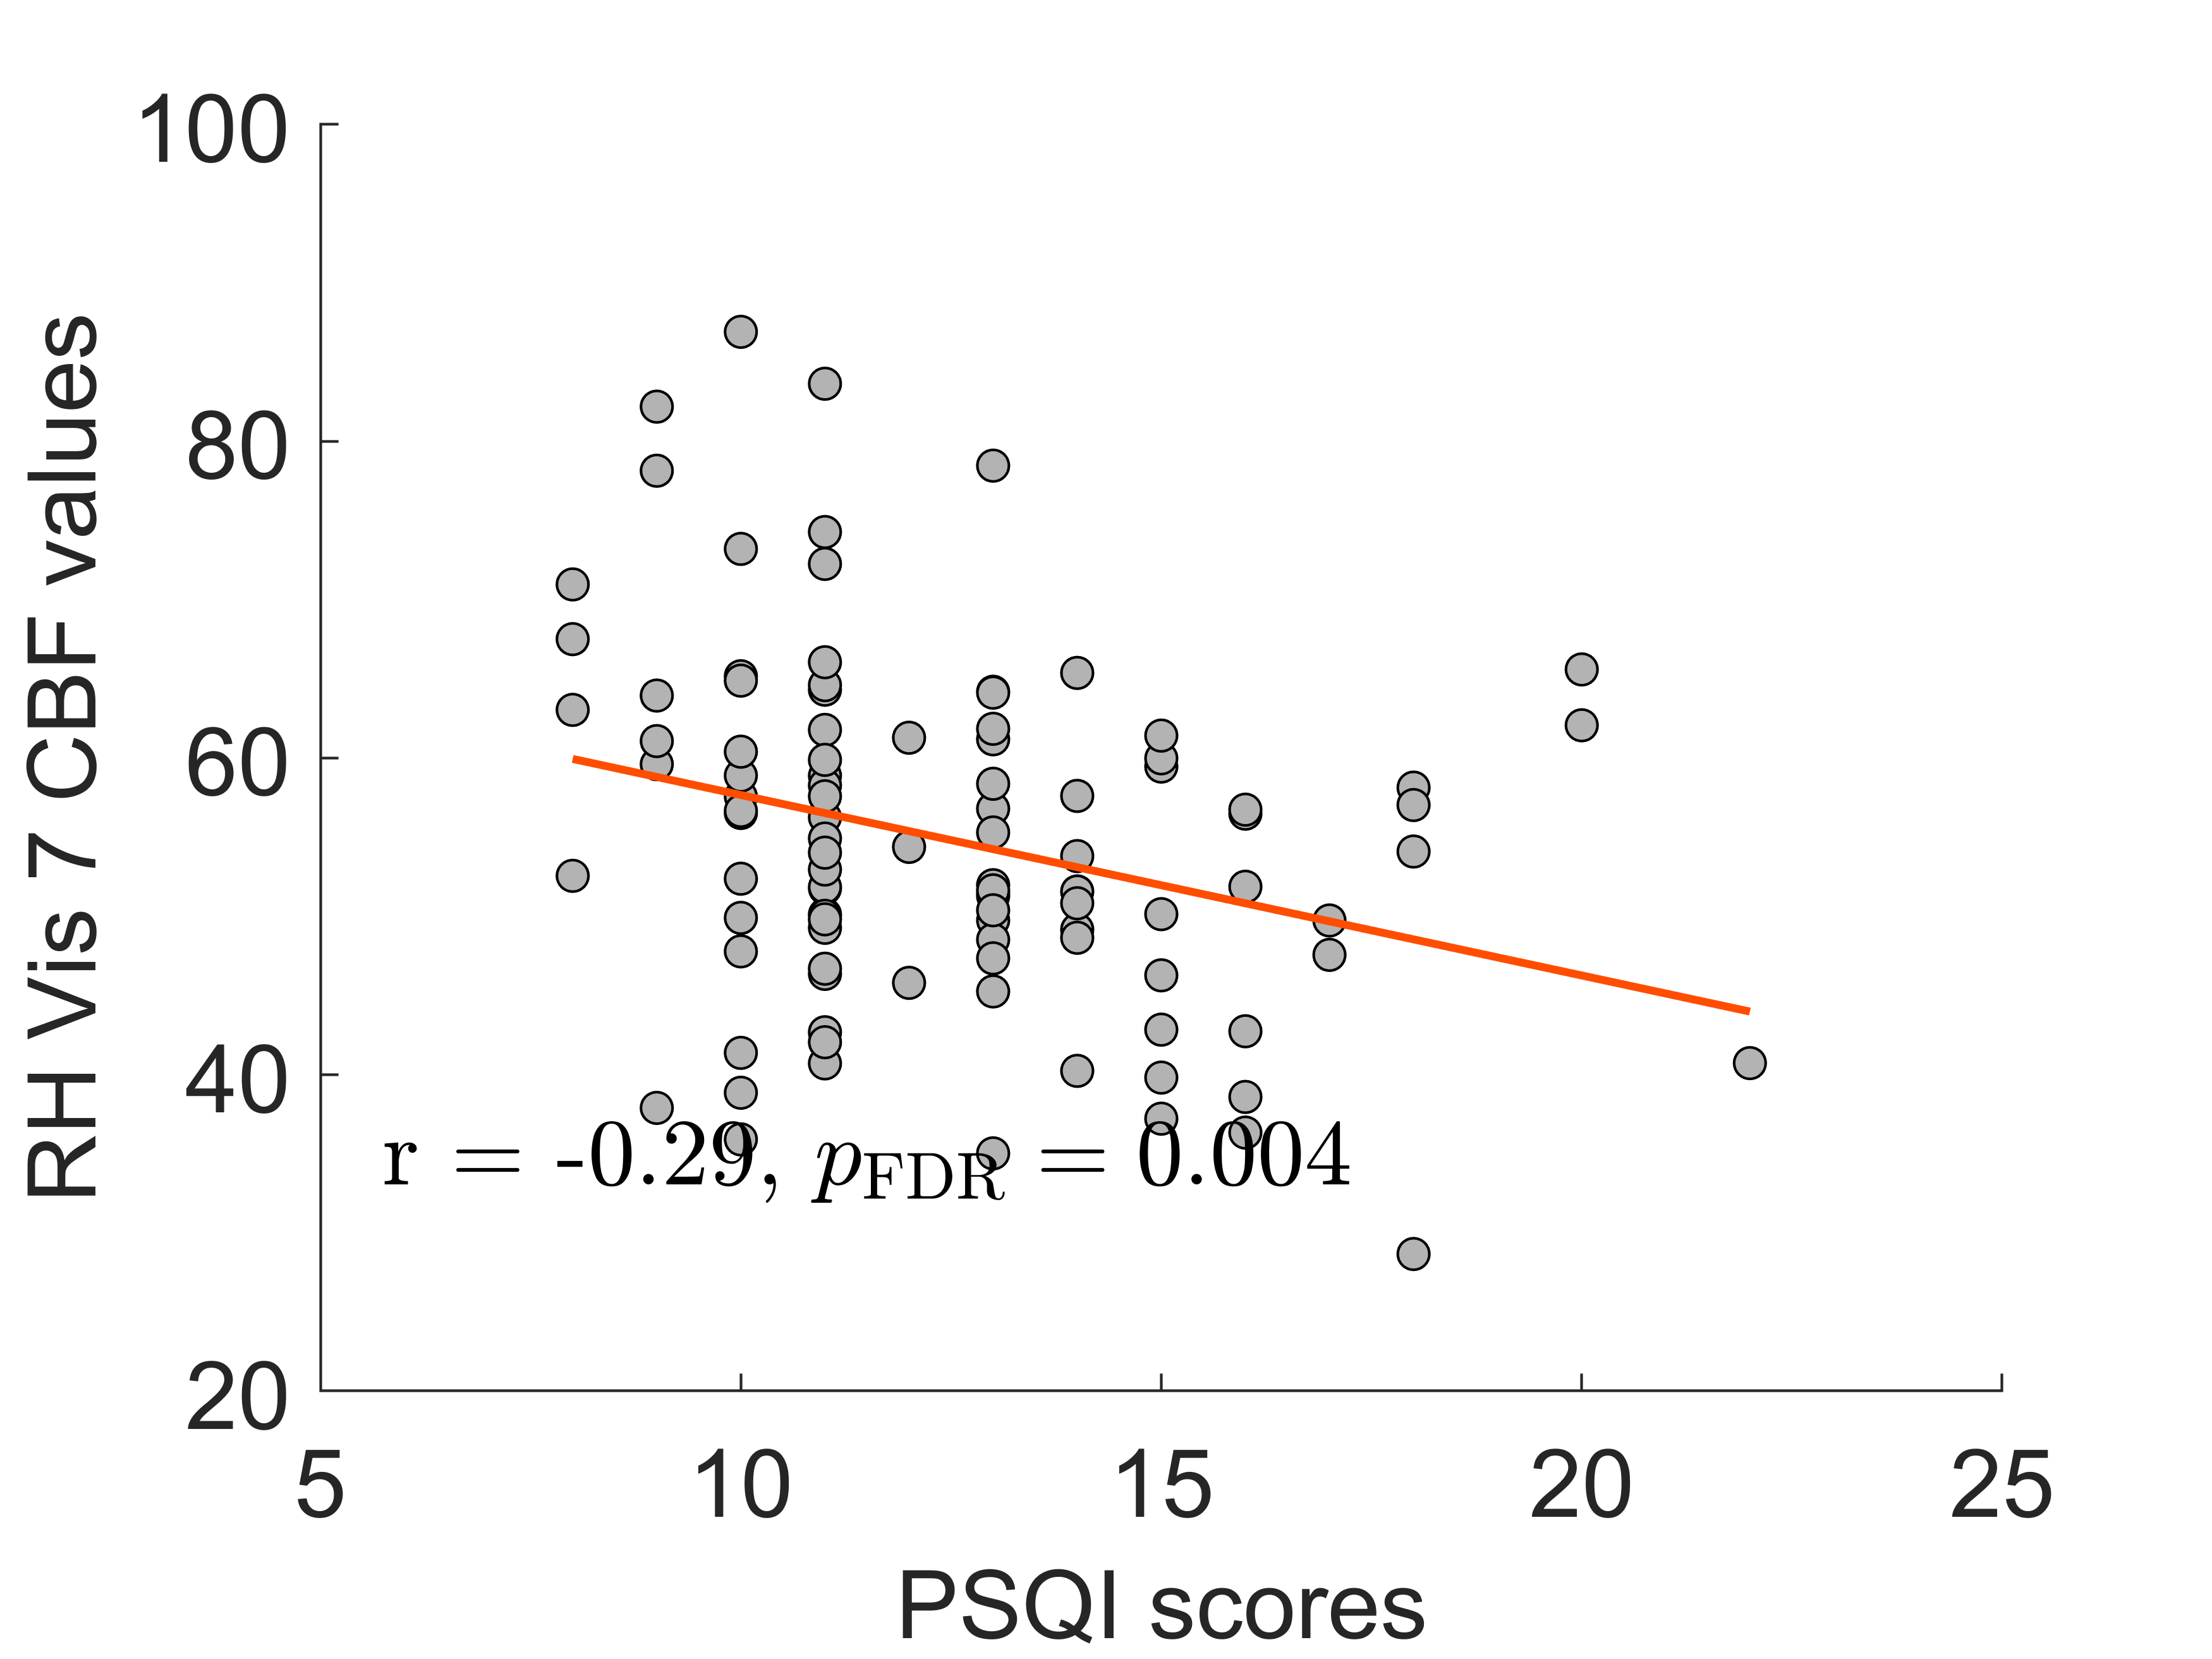 100
80
60
40
20
RH Vis 7 CBF values
r = -0.29, pFDR = 0.004
5 10 15 20 25
PSQI scores